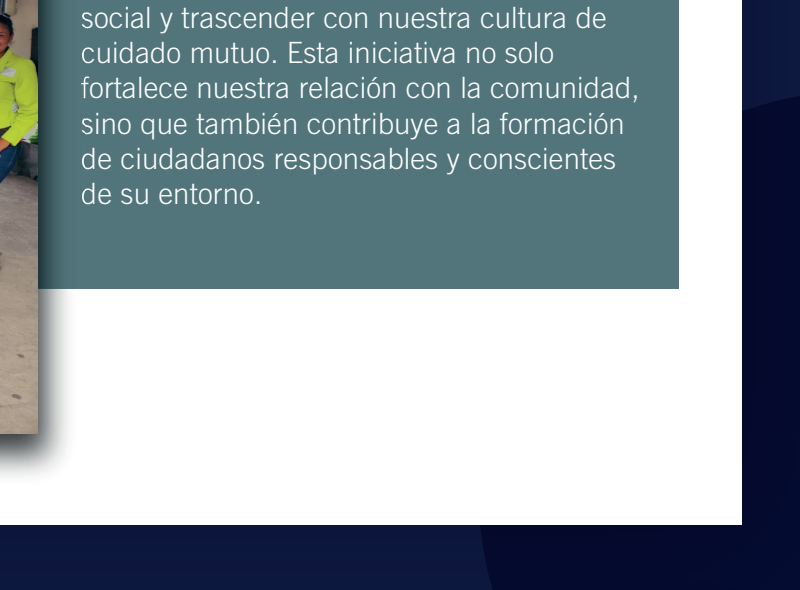 social y trascender con nuestra cultura de
cuidado mutuo. Esta iniciativa no solo
fortalece nuestra relación con la comunidad,
sino que también contribuye a la formación
de ciudadanos responsables y conscientes
de su entorno.